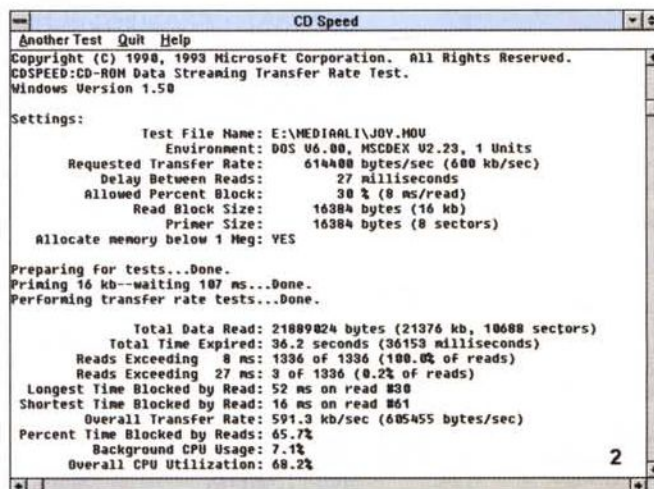 CD Speed
Another Test Quit Help
Copyright (C) 1990, 1993 Microsoft Corporation. All Rights Reserved.
CDSPEED:CD-ROM Data Streaming Transfer Rate Test.
Windows Version 1.50
Settings:
Test File Name: E:\MEDIAALI\JOY.MOV
Environment: DOS V6.00, MSCDEX V2.23, 1 Units
Requested Transfer Rate: 614400 bytes/sec (600 kb/sec)
Delay Between Reads: 27 milliseconds
Allowed Percent Block: 30 % (8 ms/read)
Read Block Size: 16384 bytes (16 kb)
Primer Size: 16384 bytes (8 sectors)
Allocate memory below 1 Meg: YES
Preparing for tests...Done.
Priming 16 kb--waiting 107 ms...Done.
Performing transfer rate tests...Done.
Total Data Read: 21889024 bytes (21376 kb, 10688 sectors)
Total Time Expired: 36.2 seconds (36153 milliseconds)
Reads Exceeding 8 ms: 1336 of 1336 (100.0% of reads)
Reads Exceeding 27 ms: 3 of 1336 (0.2% of reads)
Longest Time Blocked by Read: 52 ms on read #30
Shortest Time Blocked by Read: 16 ms on read #61
Overall Transfer Rate: 591.3 kb/sec (605455 bytes/sec)
Percent Time Blocked by Reads: 65.7%
Background CPU Usage: 7.1%
Overall CPU Utilization: 68.2%
2